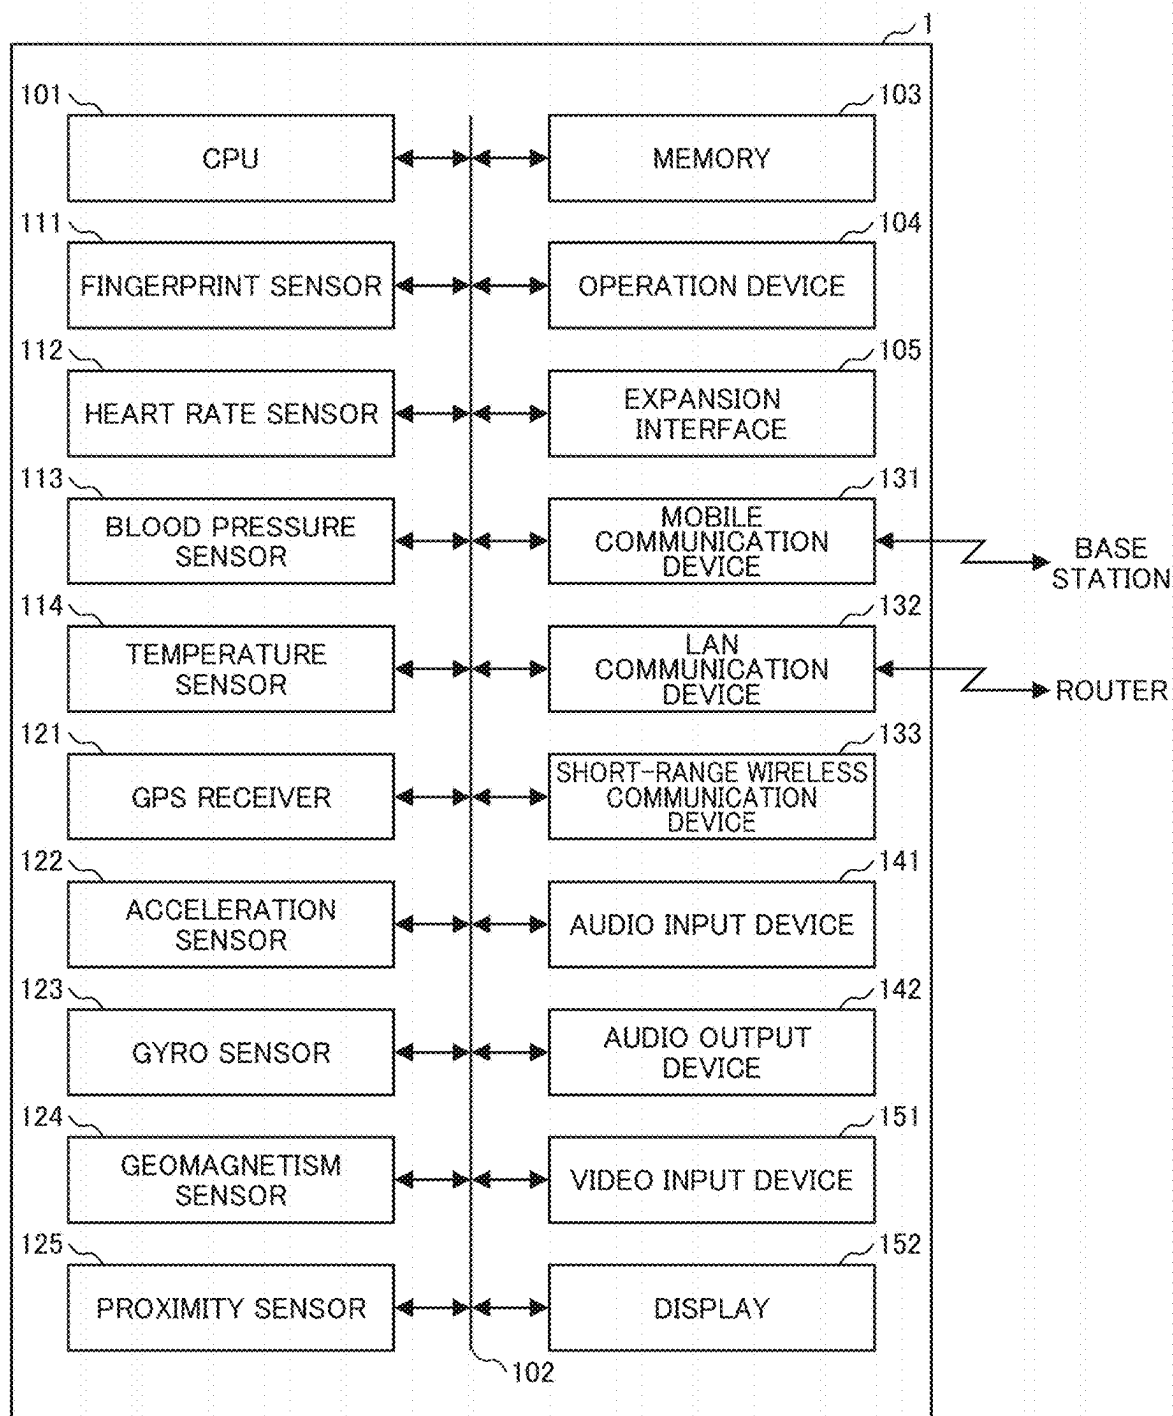 1
101
103
CPU
MEMORY
111
104
FINGERPRINT SENSOR
OPERATION DEVICE
112
105
HEART RATE SENSOR
EXPANSION
INTERFACE
113
131
BLOOD PRESSURE
SENSOR
MOBILE
COMMUNICATION
DEVICE
BASE
STATION
114
132
TEMPERATURE
SENSOR
LAN
COMMUNICATION
DEVICE
ROUTER
121
133
GPS RECEIVER
SHORT-RANGE WIRELESS
COMMUNICATION
DEVICE
122
141
ACCELERATION
SENSOR
AUDIO INPUT DEVICE
123
142
GYRO SENSOR
AUDIO OUTPUT
DEVICE
124
151
GEOMAGNETISM
SENSOR
VIDEO INPUT DEVICE
125
152
PROXIMITY SENSOR
DISPLAY
102